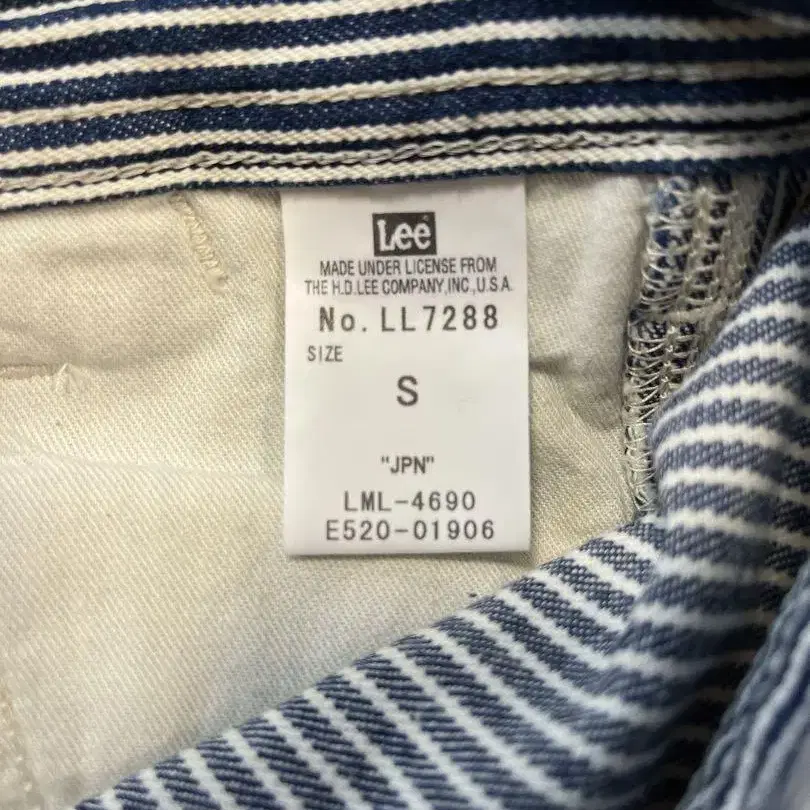 Lee
MADE UNDER LICENSE FROM
THE H.D.LEE COMPANY,INC.,U.S.A.
No. LL7288
SIZE
S
"JPN"
LML-4690
E520-01906